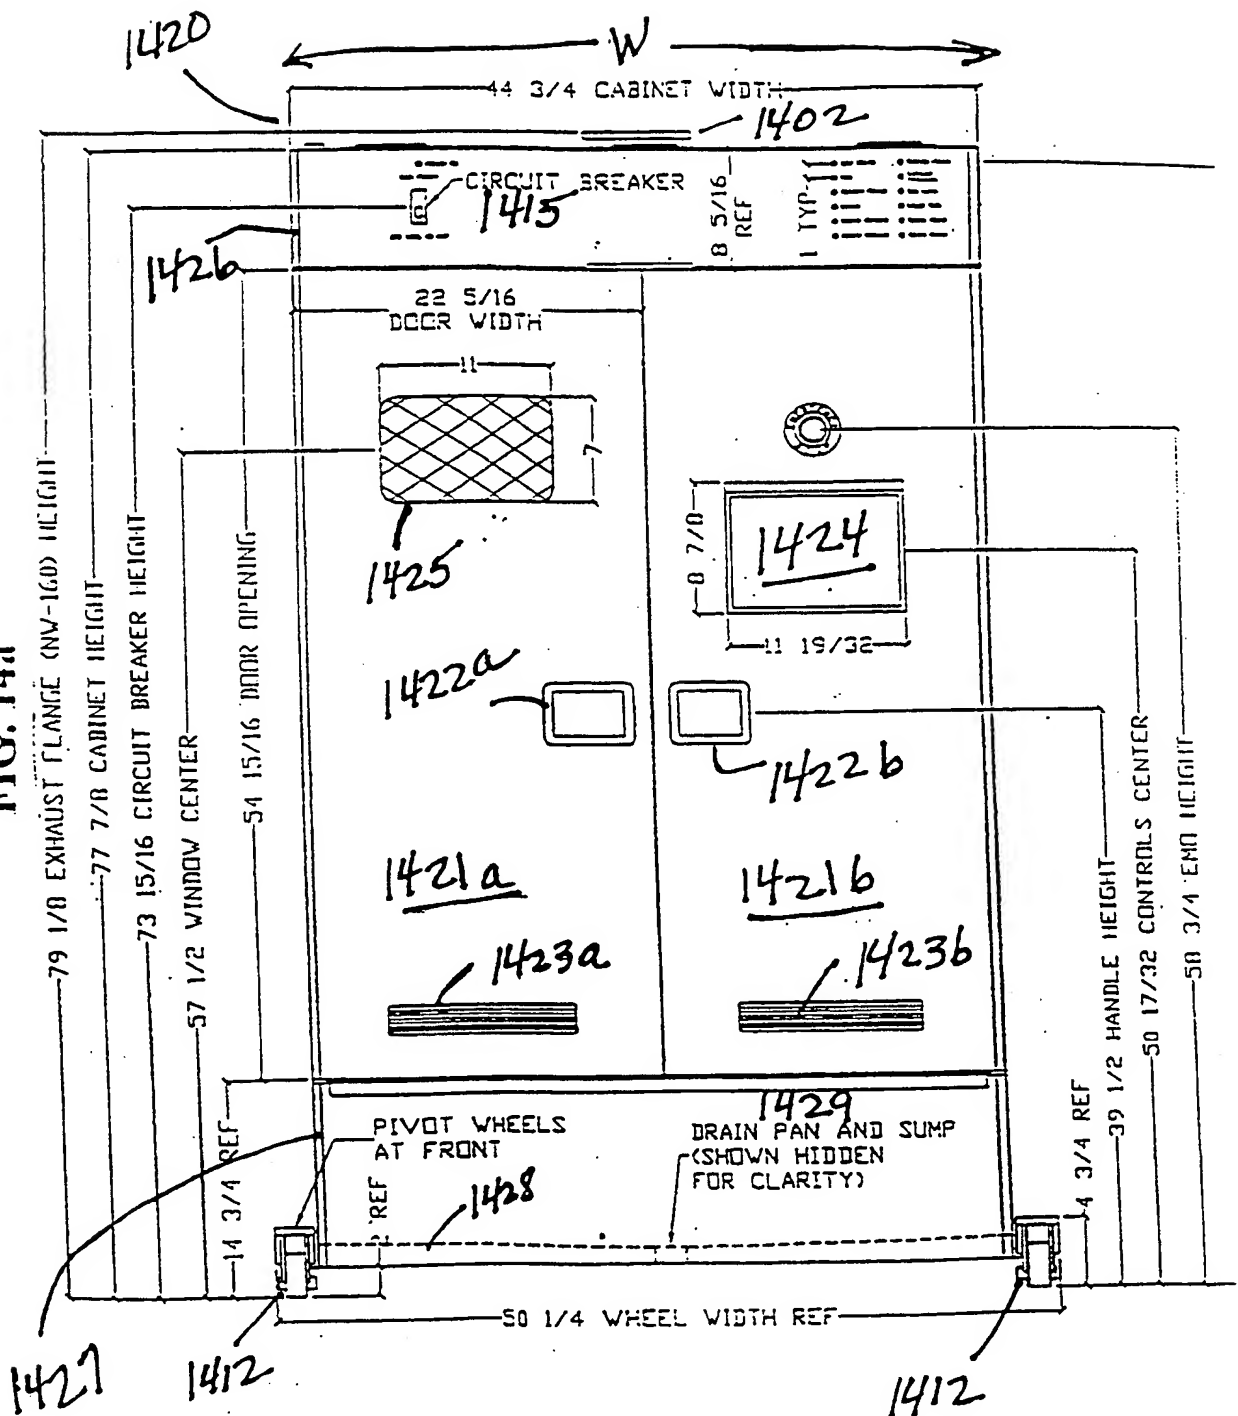 1420
W
44 3/4 CABINET WIDTH
1402
CIRCUIT BREAKER
1415
8 5/16
REF
1 TYP
1426
22 5/16
DOOR WIDTH
11
7
1425
8 7/8
1424
11 19/32
1422a
1422b
1421a
1421b
1423a
1423b
FIG. 14a
79 1/8 EXHAUST FLANGE (NW-160) HEIGHT
77 7/8 CABINET HEIGHT
73 15/16 CIRCUIT BREAKER HEIGHT
57 1/2 WINDOW CENTER
54 15/16 DOOR OPENING
14 3/4 REF
REF
39 1/2 HANDLE HEIGHT
50 17/32 CONTROLS CENTER
58 3/4 EMO HEIGHT
4 3/4 REF
1429
PIVOT WHEELS
AT FRONT
DRAIN PAN AND SUMP
(SHOWN HIDDEN
FOR CLARITY)
1428
50 1/4 WHEEL WIDTH REF
1427
1412
1412